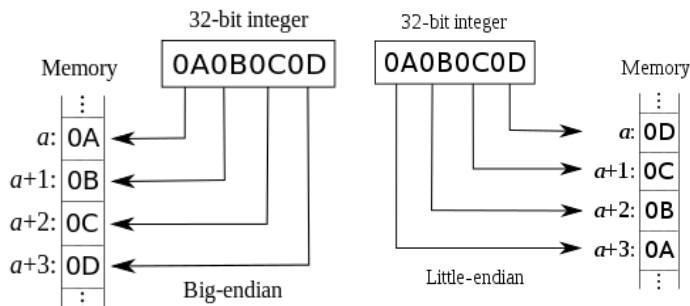 32-bit integer
0A0B0C0D
Memory
⋮
a: 0A
a+1: 0B
a+2: 0C
a+3: 0D
⋮
Big-endian
32-bit integer
0A0B0C0D
Memory
⋮
a: 0D
a+1: 0C
a+2: 0B
a+3: 0A
⋮
Little-endian